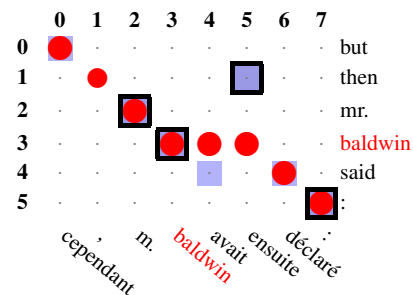 0 1 2 3 4 5 6 7
0 but
1 then
2 mr.
3 baldwin
4 said
5 :
cependant
,
m.
baldwin
avait
ensuite
déclaré
: